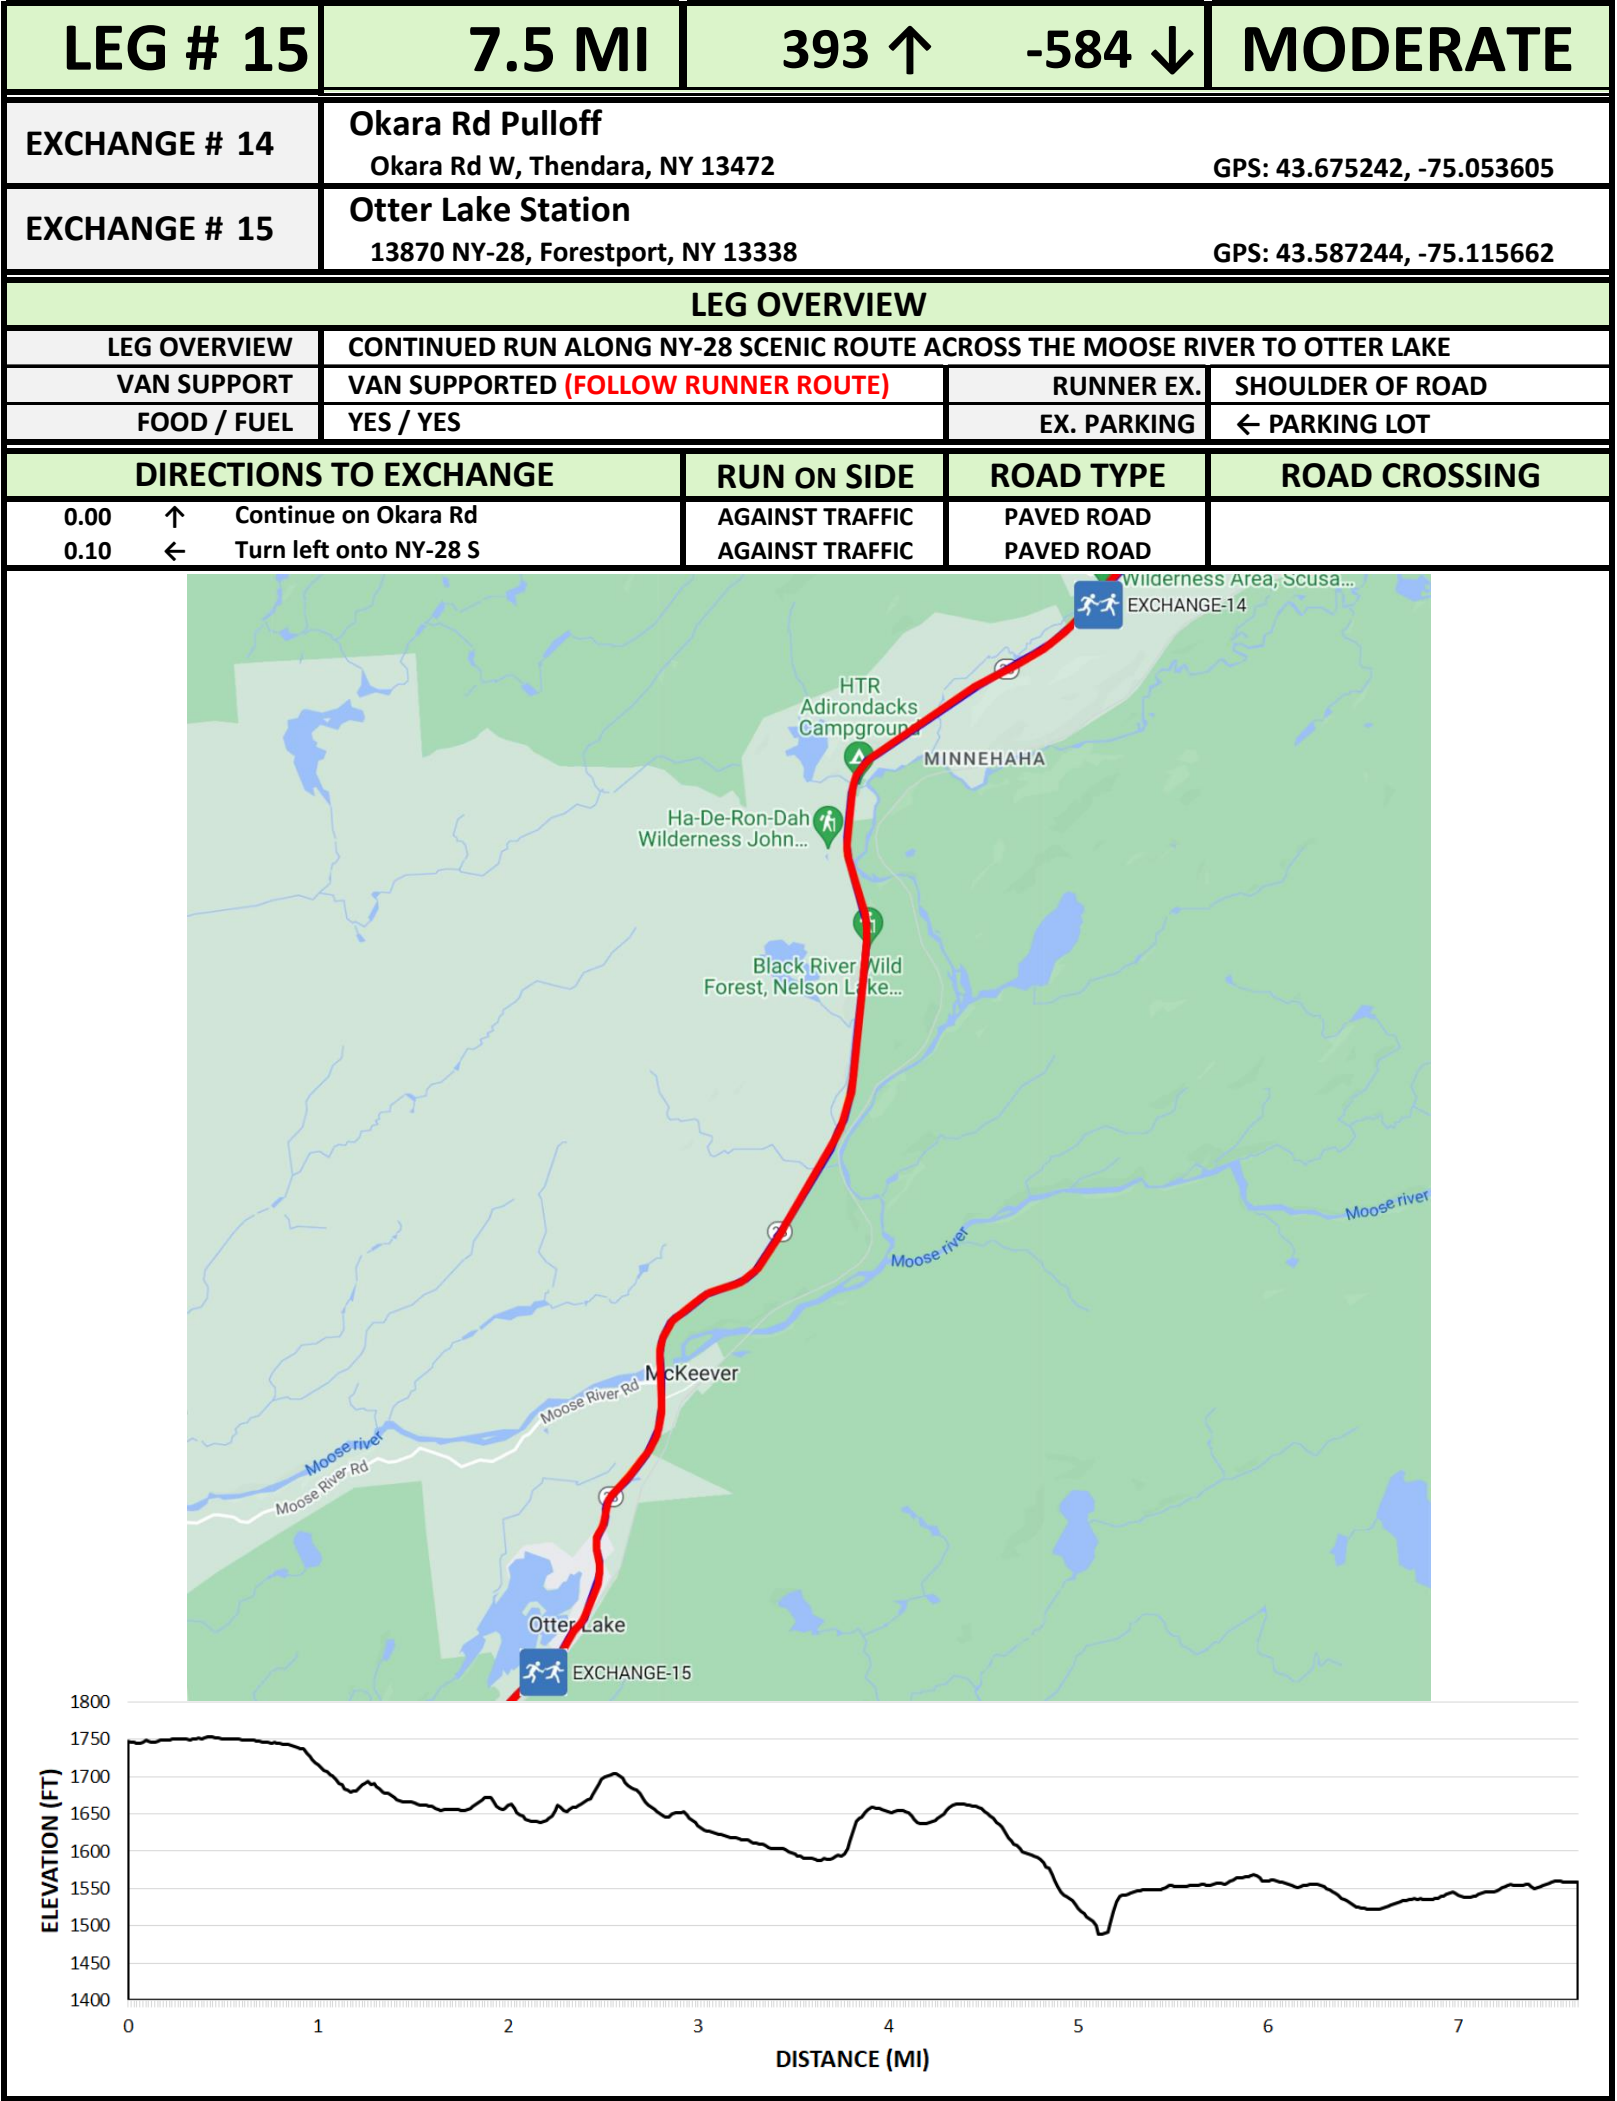 LEG # 15 7.5 MI 393 ↑ -584 ↓ MODERATE
EXCHANGE # 14
Okara Rd Pulloff
Okara Rd W, Thendara, NY 13472 GPS: 43.675242, -75.053605
EXCHANGE # 15
Otter Lake Station
13870 NY-28, Forestport, NY 13338 GPS: 43.587244, -75.115662
LEG OVERVIEW
LEG OVERVIEW CONTINUED RUN ALONG NY-28 SCENIC ROUTE ACROSS THE MOOSE RIVER TO OTTER LAKE
VAN SUPPORT VAN SUPPORTED (FOLLOW RUNNER ROUTE) RUNNER EX. SHOULDER OF ROAD
FOOD / FUEL YES / YES EX. PARKING ← PARKING LOT
DIRECTIONS TO EXCHANGE RUN ON SIDE ROAD TYPE ROAD CROSSING
0.00 ↑ Continue on Okara Rd AGAINST TRAFFIC PAVED ROAD
0.10 ← Turn left onto NY-28 S AGAINST TRAFFIC PAVED ROAD
Wilderness Area, Scusa...
EXCHANGE-14
HTR
Adirondacks
Campground
MINNEHAHA
Ha-De-Ron-Dah
Wilderness John...
Black River Wild
Forest, Nelson Lake...
Moose river
Moose river
McKeever
Moose River Rd
Moose river
Moose River Rd
Otter Lake
EXCHANGE-15
1800
1750
1700
1650
1600
1550
1500
1450
1400
ELEVATION (FT)
0 1 2 3 4 5 6 7
DISTANCE (MI)